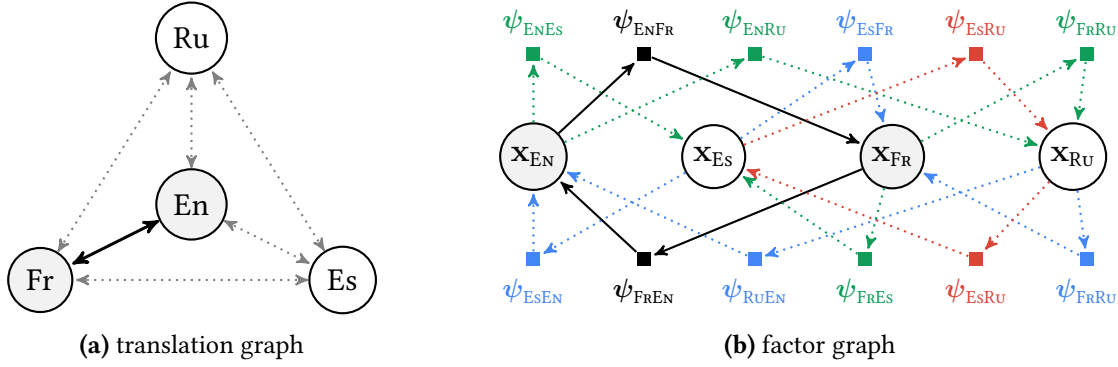 Ru
En
Fr
Es
(a) translation graph
ψEnEs ψEnFr ψEnRu ψEsFr ψEsRu ψFrRu
xEn xEs xFr xRu
ψEsEn ψFrEn ψRuEn ψFrEs ψEsRu ψFrRu
(b) factor graph